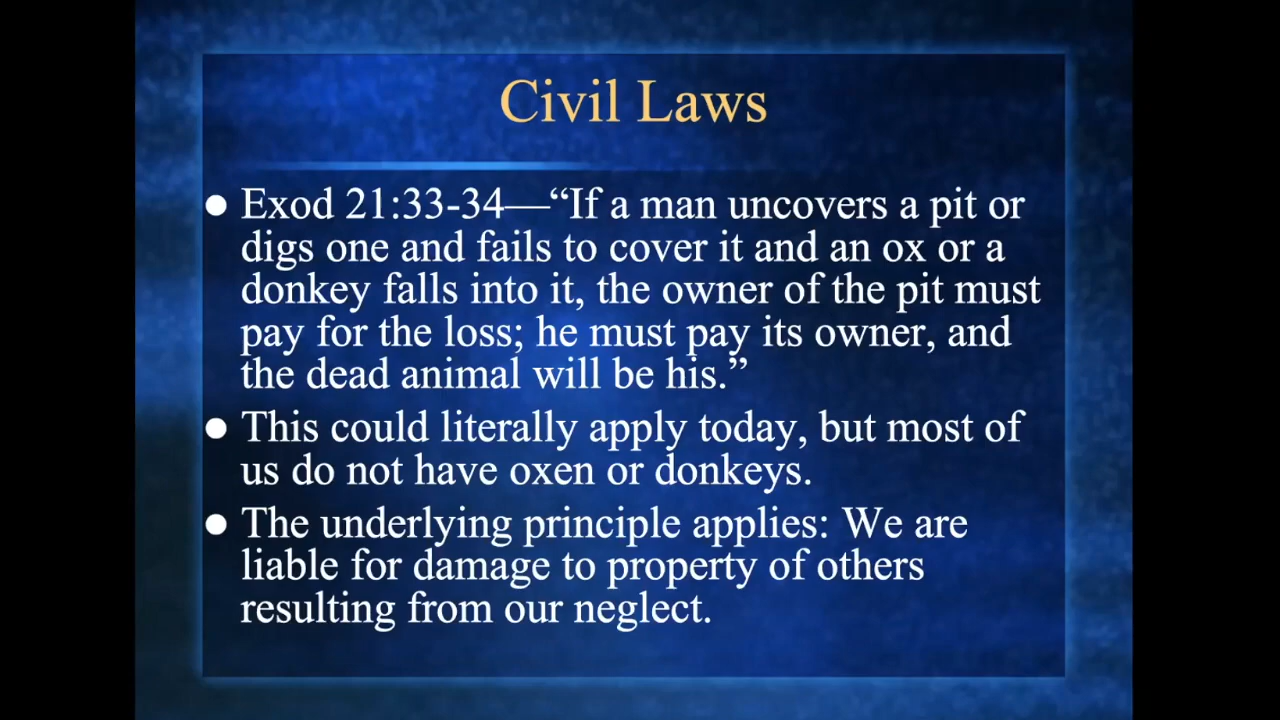 Civil Laws
● Exod 21:33-34—“If a man uncovers a pit or
digs one and fails to cover it and an ox or a
donkey falls into it, the owner of the pit must
pay for the loss; he must pay its owner, and
the dead animal will be his.”
● This could literally apply today, but most of
us do not have oxen or donkeys.
● The underlying principle applies: We are
liable for damage to property of others
resulting from our neglect.